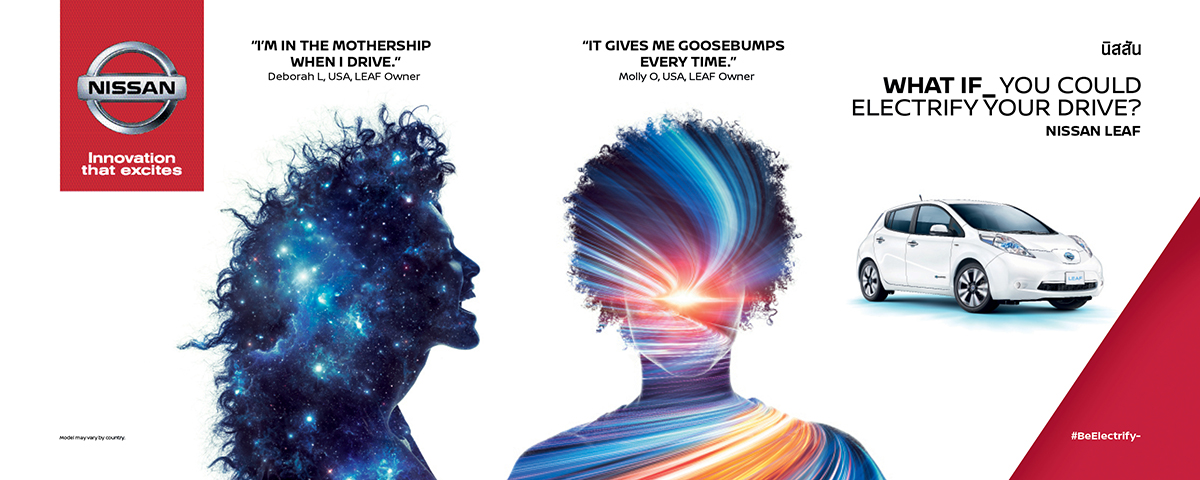 NISSAN
Innovation
that excites
“I’M IN THE MOTHERSHIP
WHEN I DRIVE.”
Deborah L, USA, LEAF Owner
“IT GIVES ME GOOSEBUMPS
EVERY TIME.”
Molly O, USA, LEAF Owner
นิสสัน
WHAT IF_ YOU COULD
ELECTRIFY YOUR DRIVE?
NISSAN LEAF
LEAF
Model may vary by country.
#BeElectrify–